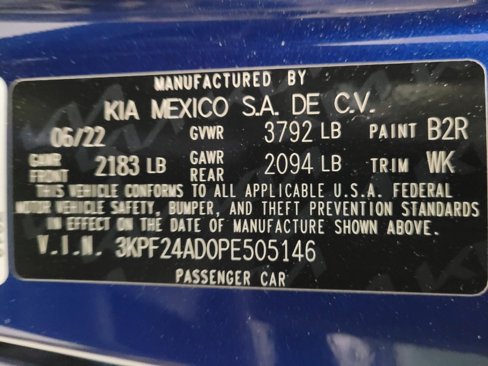 MANUFACTURED BY
KIA MEXICO S.A. DE C.V.
06/22 GVWR 3792 LB PAINT B2R
GAWR FRONT 2183 LB GAWR REAR 2094 LB TRIM WK
THIS VEHICLE CONFORMS TO ALL APPLICABLE U.S.A. FEDERAL
MOTOR VEHICLE SAFETY, BUMPER, AND THEFT PREVENTION STANDARDS
IN EFFECT ON THE DATE OF MANUFACTURE SHOWN ABOVE.
V.I.N. 3KPF24AD0PE505146
PASSENGER CAR